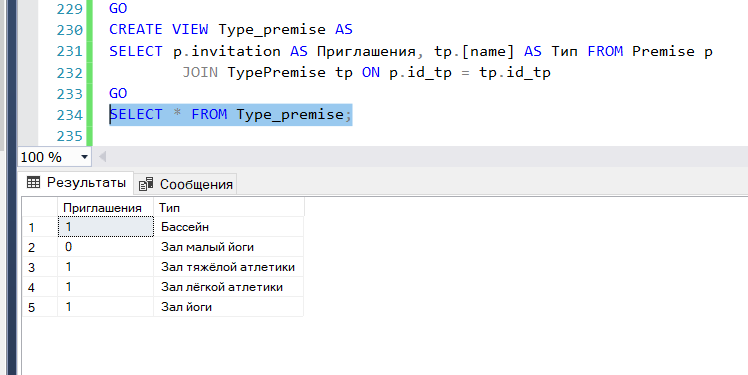 229 GO
230 CREATE VIEW Type_premise AS
231 SELECT p.invitation AS Приглашения, tp.[name] AS Тип FROM Premise p
232 JOIN TypePremise tp ON p.id_tp = tp.id_tp
233 GO
234 SELECT * FROM Type_premise;
235
100 %
Результаты Сообщения
Приглашения Тип
1 1 Бассейн
2 0 Зал малый йоги
3 1 Зал тяжёлой атлетики
4 1 Зал лёгкой атлетики
5 1 Зал йоги